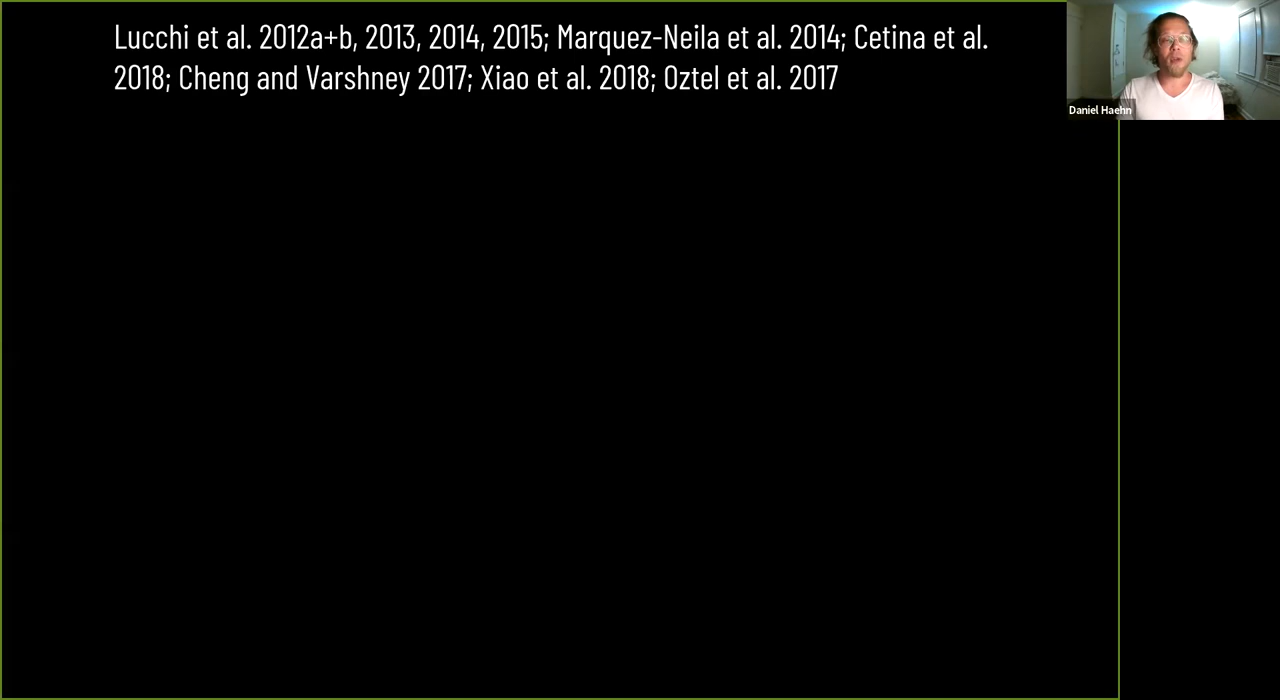 Lucchi et al. 2012a+b, 2013, 2014, 2015; Marquez-Neila et al. 2014; Cetina et al.
2018; Cheng and Varshney 2017; Xiao et al. 2018; Oztel et al. 2017
Daniel Haehn